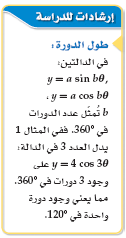 إرشادات للدراسة
طول الدورة:
في الدالتين:
y = a sin bθ,
y = a cos bθ ،
b تُمثّل عدد الدورات
في 360°. ففي المثال 1
يدل العدد 3 في الدالة:
y = 4 cos 3θ على
وجود 3 دورات في 360°،
مما يعني وجود دورة
واحدة في 120°.